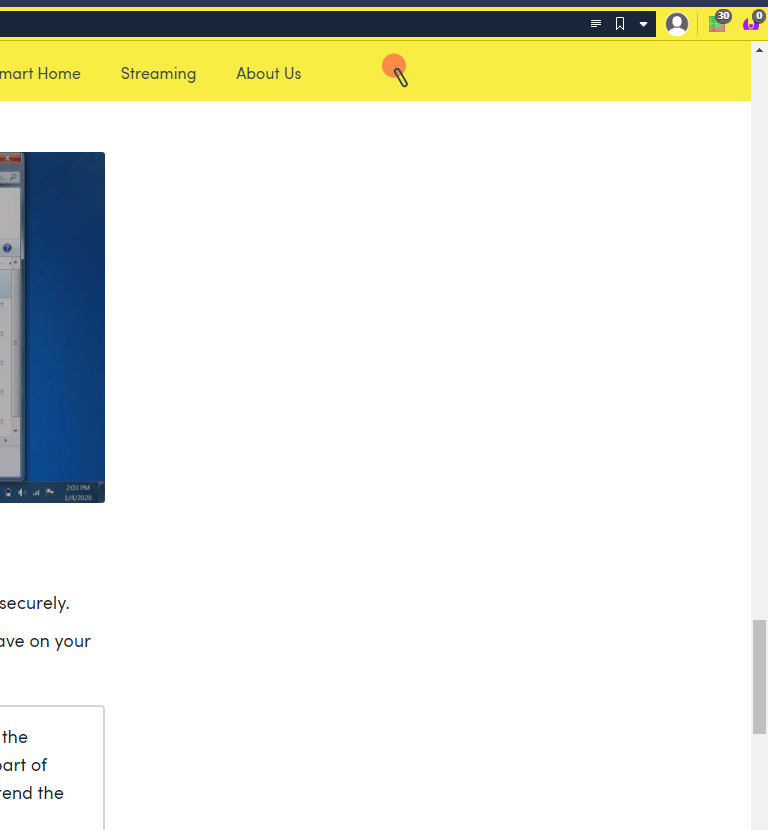 30
0
mart Home
Streaming
About Us
2:03 PM
1/4/2020
securely.
ave on your
the
part of
tend the